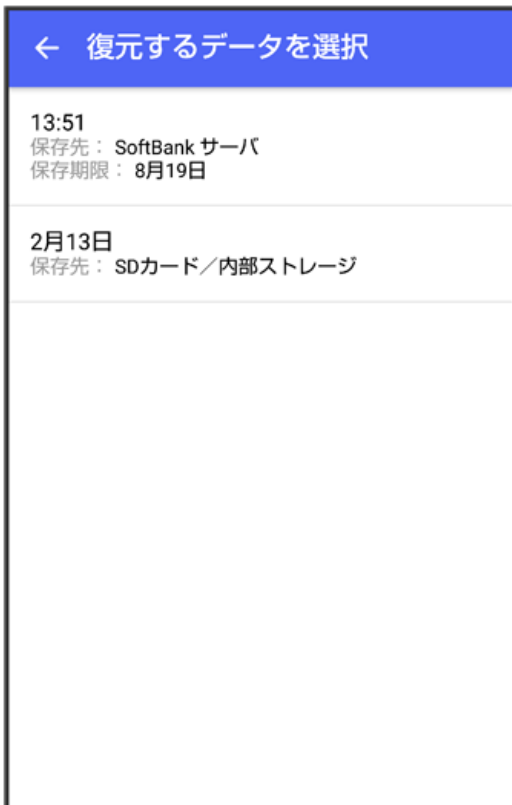 ← 復元するデータを選択
13:51
保存先： SoftBank サーバ
保存期限： 8月19日
2月13日
保存先： SDカード／内部ストレージ